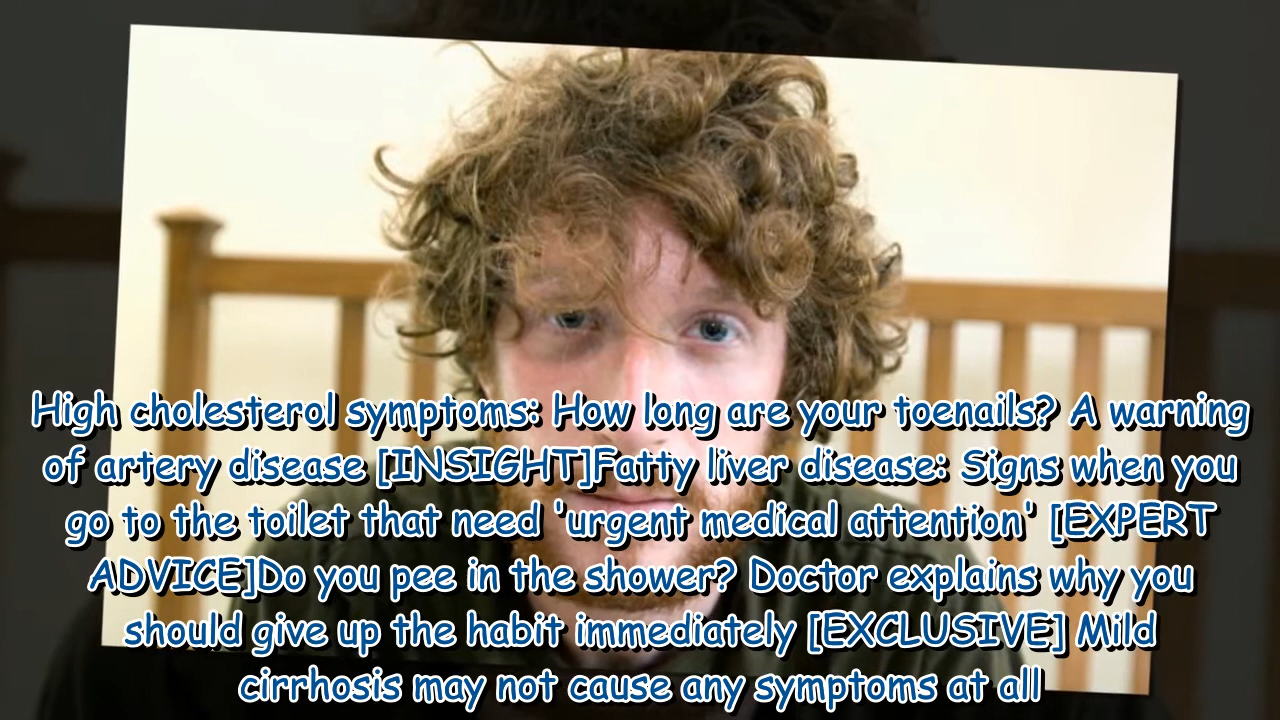 High cholesterol symptoms: How long are your toenails? A warning
of artery disease [INSIGHT]Fatty liver disease: Signs when you
go to the toilet that need 'urgent medical attention' [EXPERT
ADVICE]Do you pee in the shower? Doctor explains why you
should give up the habit immediately [EXCLUSIVE] Mild
cirrhosis may not cause any symptoms at all